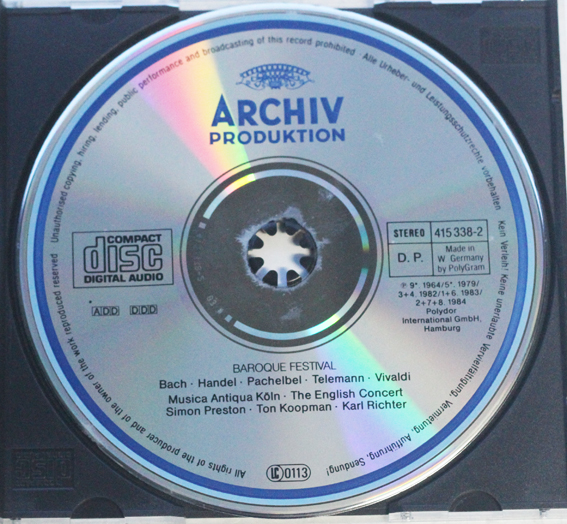 Unauthorised copying, hiring, lending, public performance and broadcasting of this record prohibited · Alle Urheber- und Leistungsschutzrechte vorbehalten
Kein Verleih! Keine unerlaubte Vervielfältigung, Vermietung, Aufführung, Sendung!
All rights of the producer and of the owner of the work reproduced reserved
ARCHIV
PRODUKTION
COMPACT
disc
DIGITAL AUDIO
ADD DDD
STEREO 415 338-2
D. P. Made in
W. Germany
by PolyGram
℗ 9*. 1964/5*. 1979/
3+4. 1982/1+6. 1983/
2+7+8. 1984
Polydor
International GmbH,
Hamburg
BAROQUE FESTIVAL
Bach · Handel · Pachelbel · Telemann · Vivaldi
Musica Antiqua Köln · The English Concert
Simon Preston · Ton Koopman · Karl Richter
LC 0113